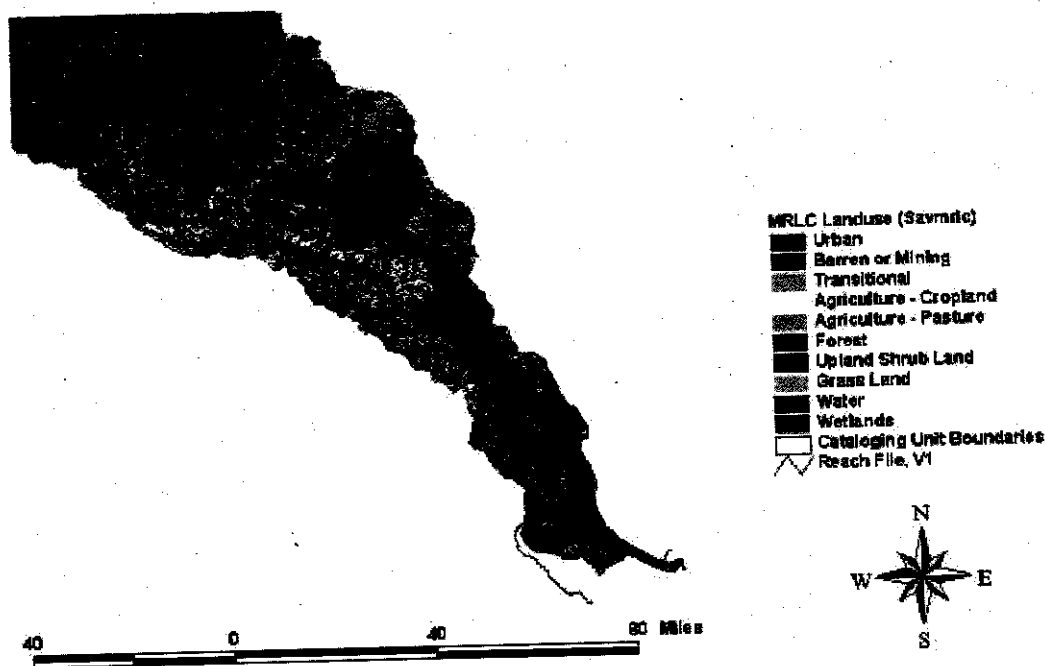 MRLC Landuse (Savrnric)
Urban
Barren or Mining
Transitional
Agriculture - Cropland
Agriculture - Pasture
Forest
Upland Shrub Land
Grass Land
Water
Wetlands
Cataloging Unit Boundaries
Reach File, V1
N
W E
S
40 0 40 80 Miles